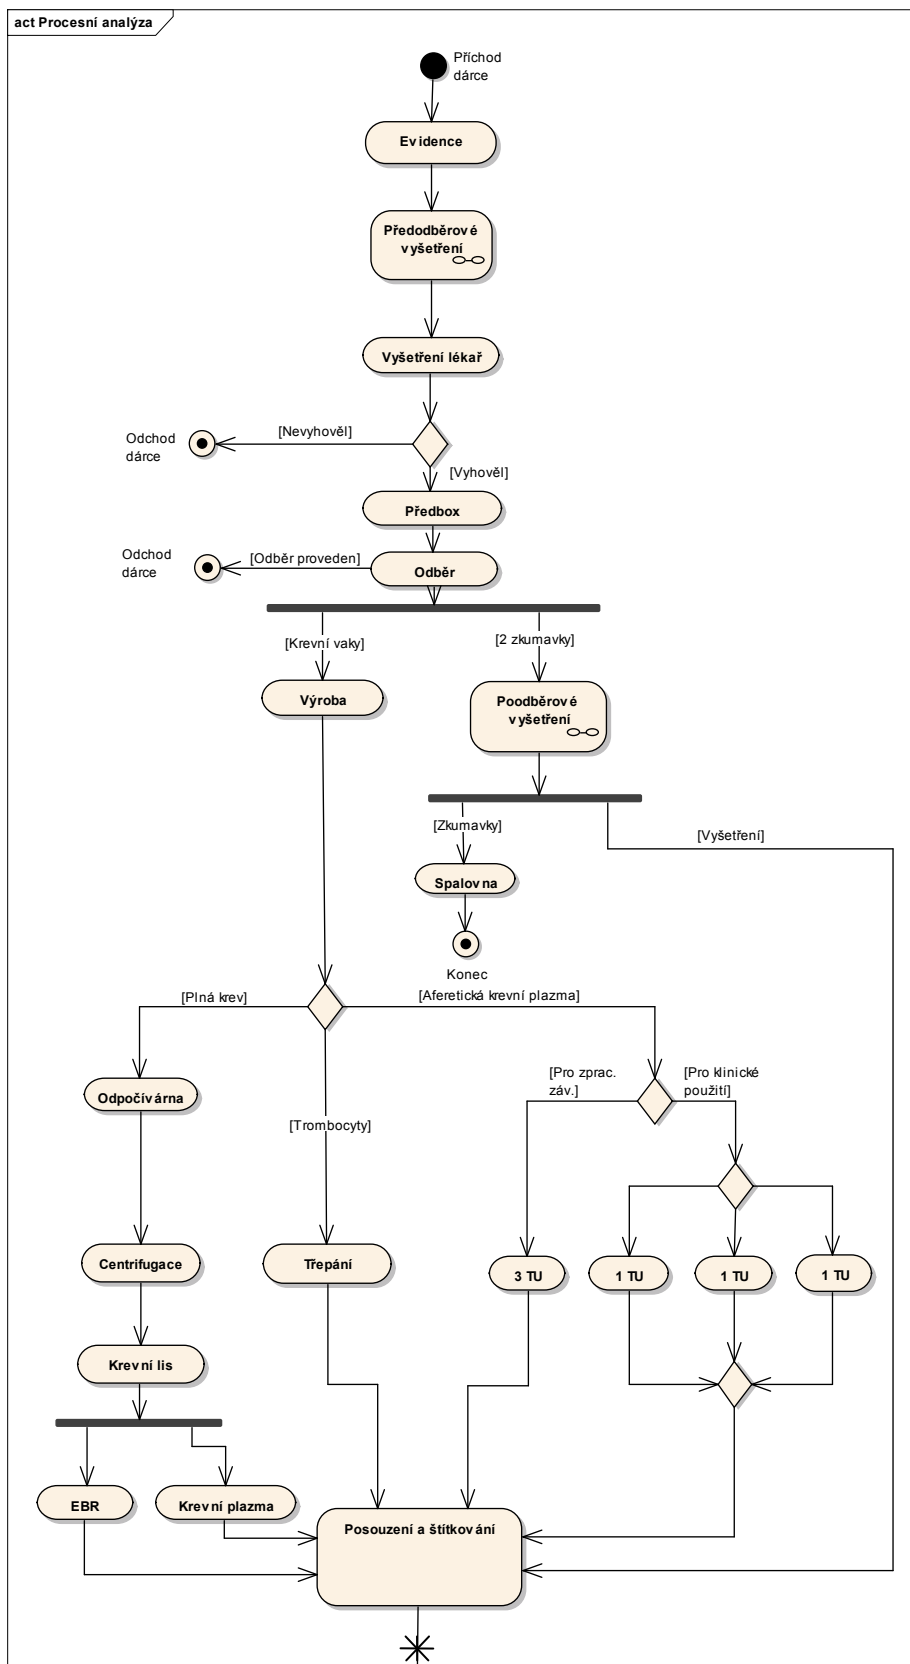 act Procesní analýza
Příchod
dárce
Evidence
Předodběrové
vyšetření
Vyšetření lékař
[Nevyhověl]
Odchod
dárce
[Vyhověl]
Předbox
Odchod
dárce
[Odběr proveden]
Odběr
[Krevní vaky]
[2 zkumavky]
Výroba
Poodběrové
vyšetření
[Zkumavky]
[Vyšetření]
Spalovna
Konec
[Plná krev]
[Aferetická krevní plazma]
[Pro zprac.
záv.]
[Pro klinické
použití]
Odpočívárna
[Trombocyty]
Centrifugace
Třepání
3 TU
1 TU
1 TU
1 TU
Krevní lis
EBR
Krevní plazma
Posouzení a štítkování